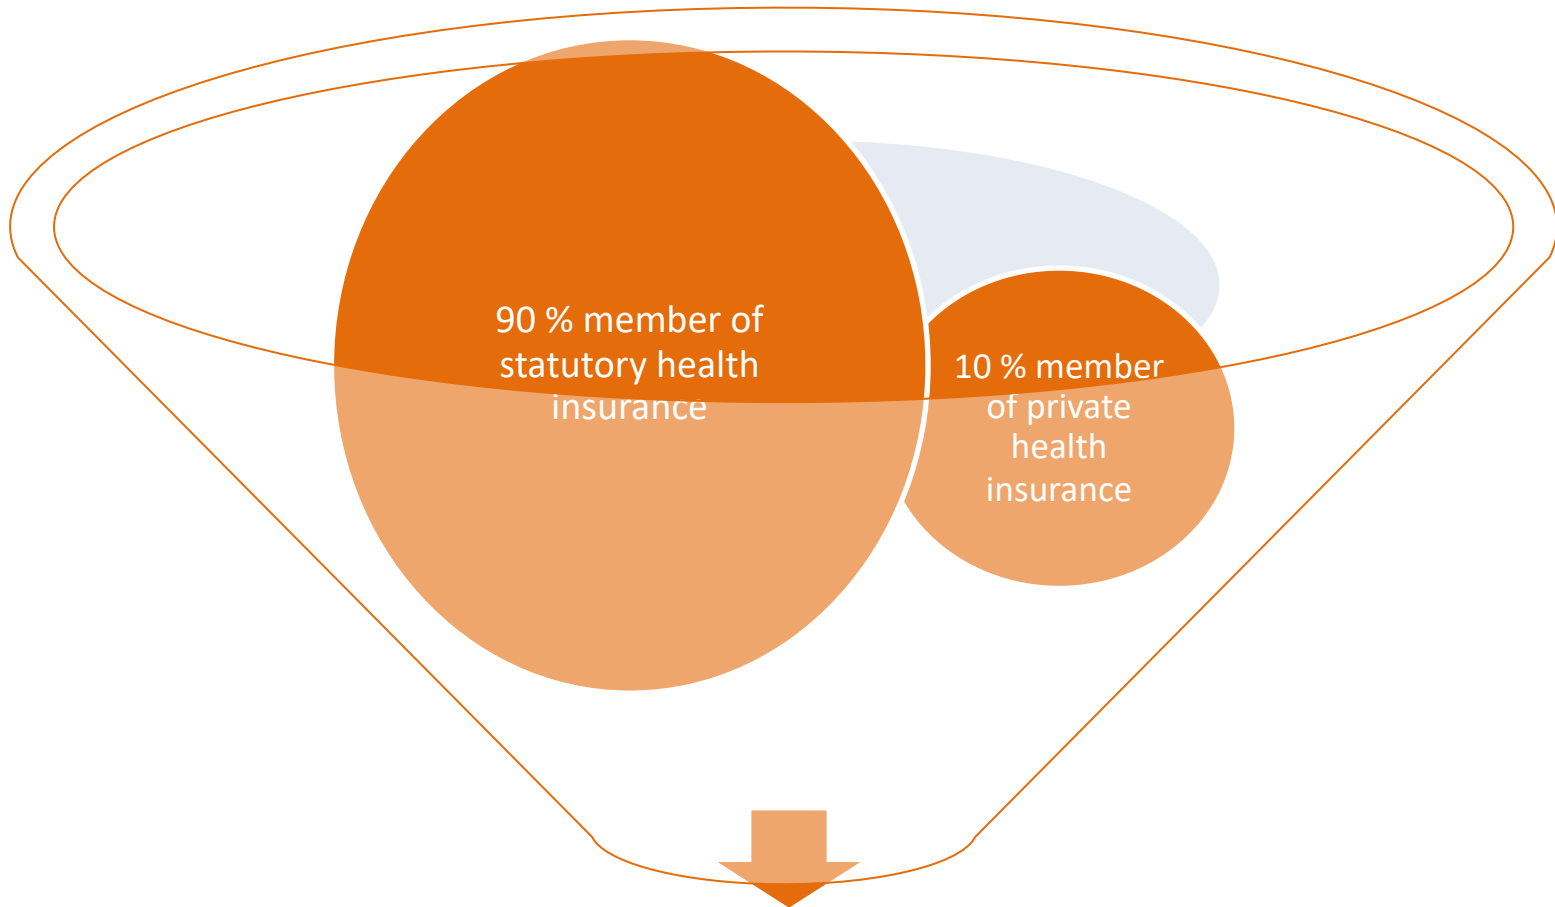 90 % member of
statutory health
insurance
10 % member
of private
health
insurance